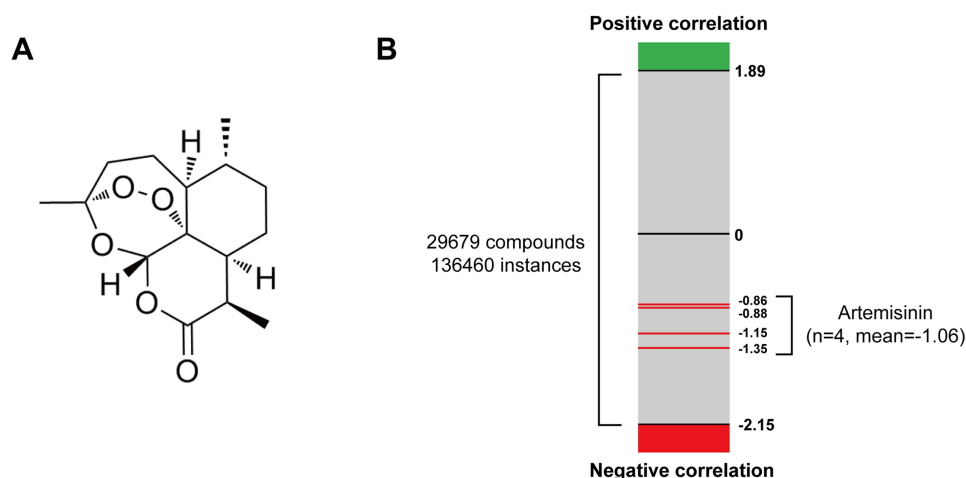 A
H
O
O
O
H
O
H
O
B
Positive correlation
1.89
0
29679 compounds
136460 instances
-0.86
-0.88
-1.15
-1.35
Artemisinin
(n=4, mean=-1.06)
-2.15
Negative correlation